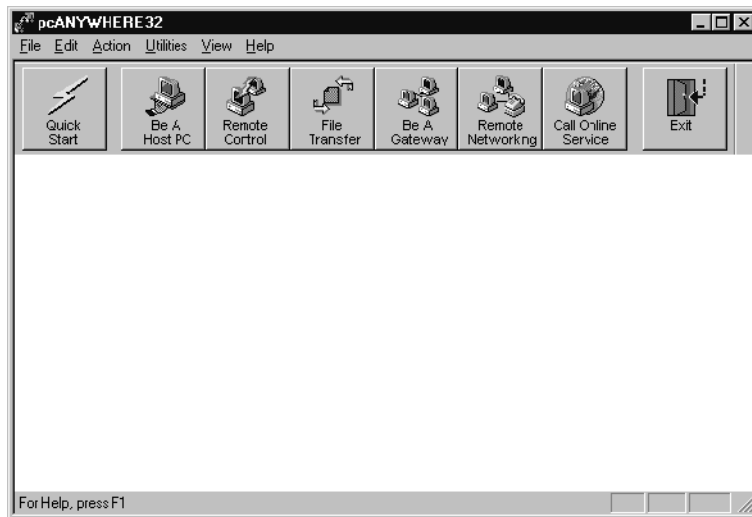 pcANYWHERE32
File Edit Action Utilities View Help
Quick Start
Be A Host PC
Remote Control
File Transfer
Be A Gateway
Remote Networking
Call Online Service
Exit
For Help, press F1